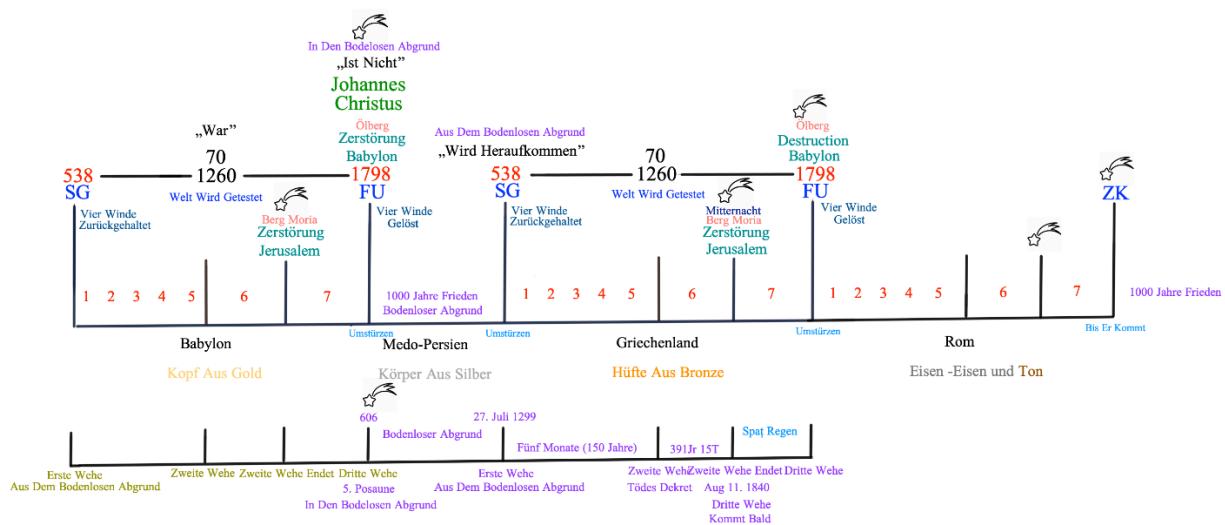 In Den Bodelosen Abgrund
„Ist Nicht”
Johannes
Christus
Ölberg
Zerstörung
Babylon
„War”
70
538
1260
1798
SG
Welt Wird Getestet
FU
Vier Winde
Zurückgehaltet
Berg Moria
Zerstörung
Jerusalem
Vier Winde
Gelöst
Aus Dem Bodenlosen Abgrund
„Wird Heraufkommen”
70
538
1260
1798
SG
Welt Wird Getestet
FU
Ölberg
Destruction
Babylon
Vier Winde
Zurückgehaltet
Mitternacht
Berg Moria
Zerstörung
Jerusalem
Vier Winde
Gelöst
ZK
1 2 3 4 5 6 7
1000 Jahre Frieden
Bodenloser Abgrund
1 2 3 4 5 6 7
1 2 3 4 5 6 7
1000 Jahre Frieden
Umstürzen
Umstürzen
Umstürzen
Bis Er Kommt
Babylon
Medo-Persien
Griechenland
Rom
Kopf Aus Gold
Körper Aus Silber
Hüfte Aus Bronze
Eisen -Eisen und Ton
606
27. Juli 1299
Bodenloser Abgrund
Fünf Monate (150 Jahre)
391Jr 15T
Spaţ Regen
Erste Wehe
Aus Dem Bodenlosen Abgrund
Zweite Wehe
Zweite Wehe Endet
Dritte Wehe
5. Posaune
In Den Bodelosen Abgrund
Erste Wehe
Aus Dem Bodenlosen Abgrund
Zweite Wehe
Tödes Dekret
Zweite Wehe Endet
Aug 11. 1840
Dritte Wehe
Kommt Bald
Dritte Wehe